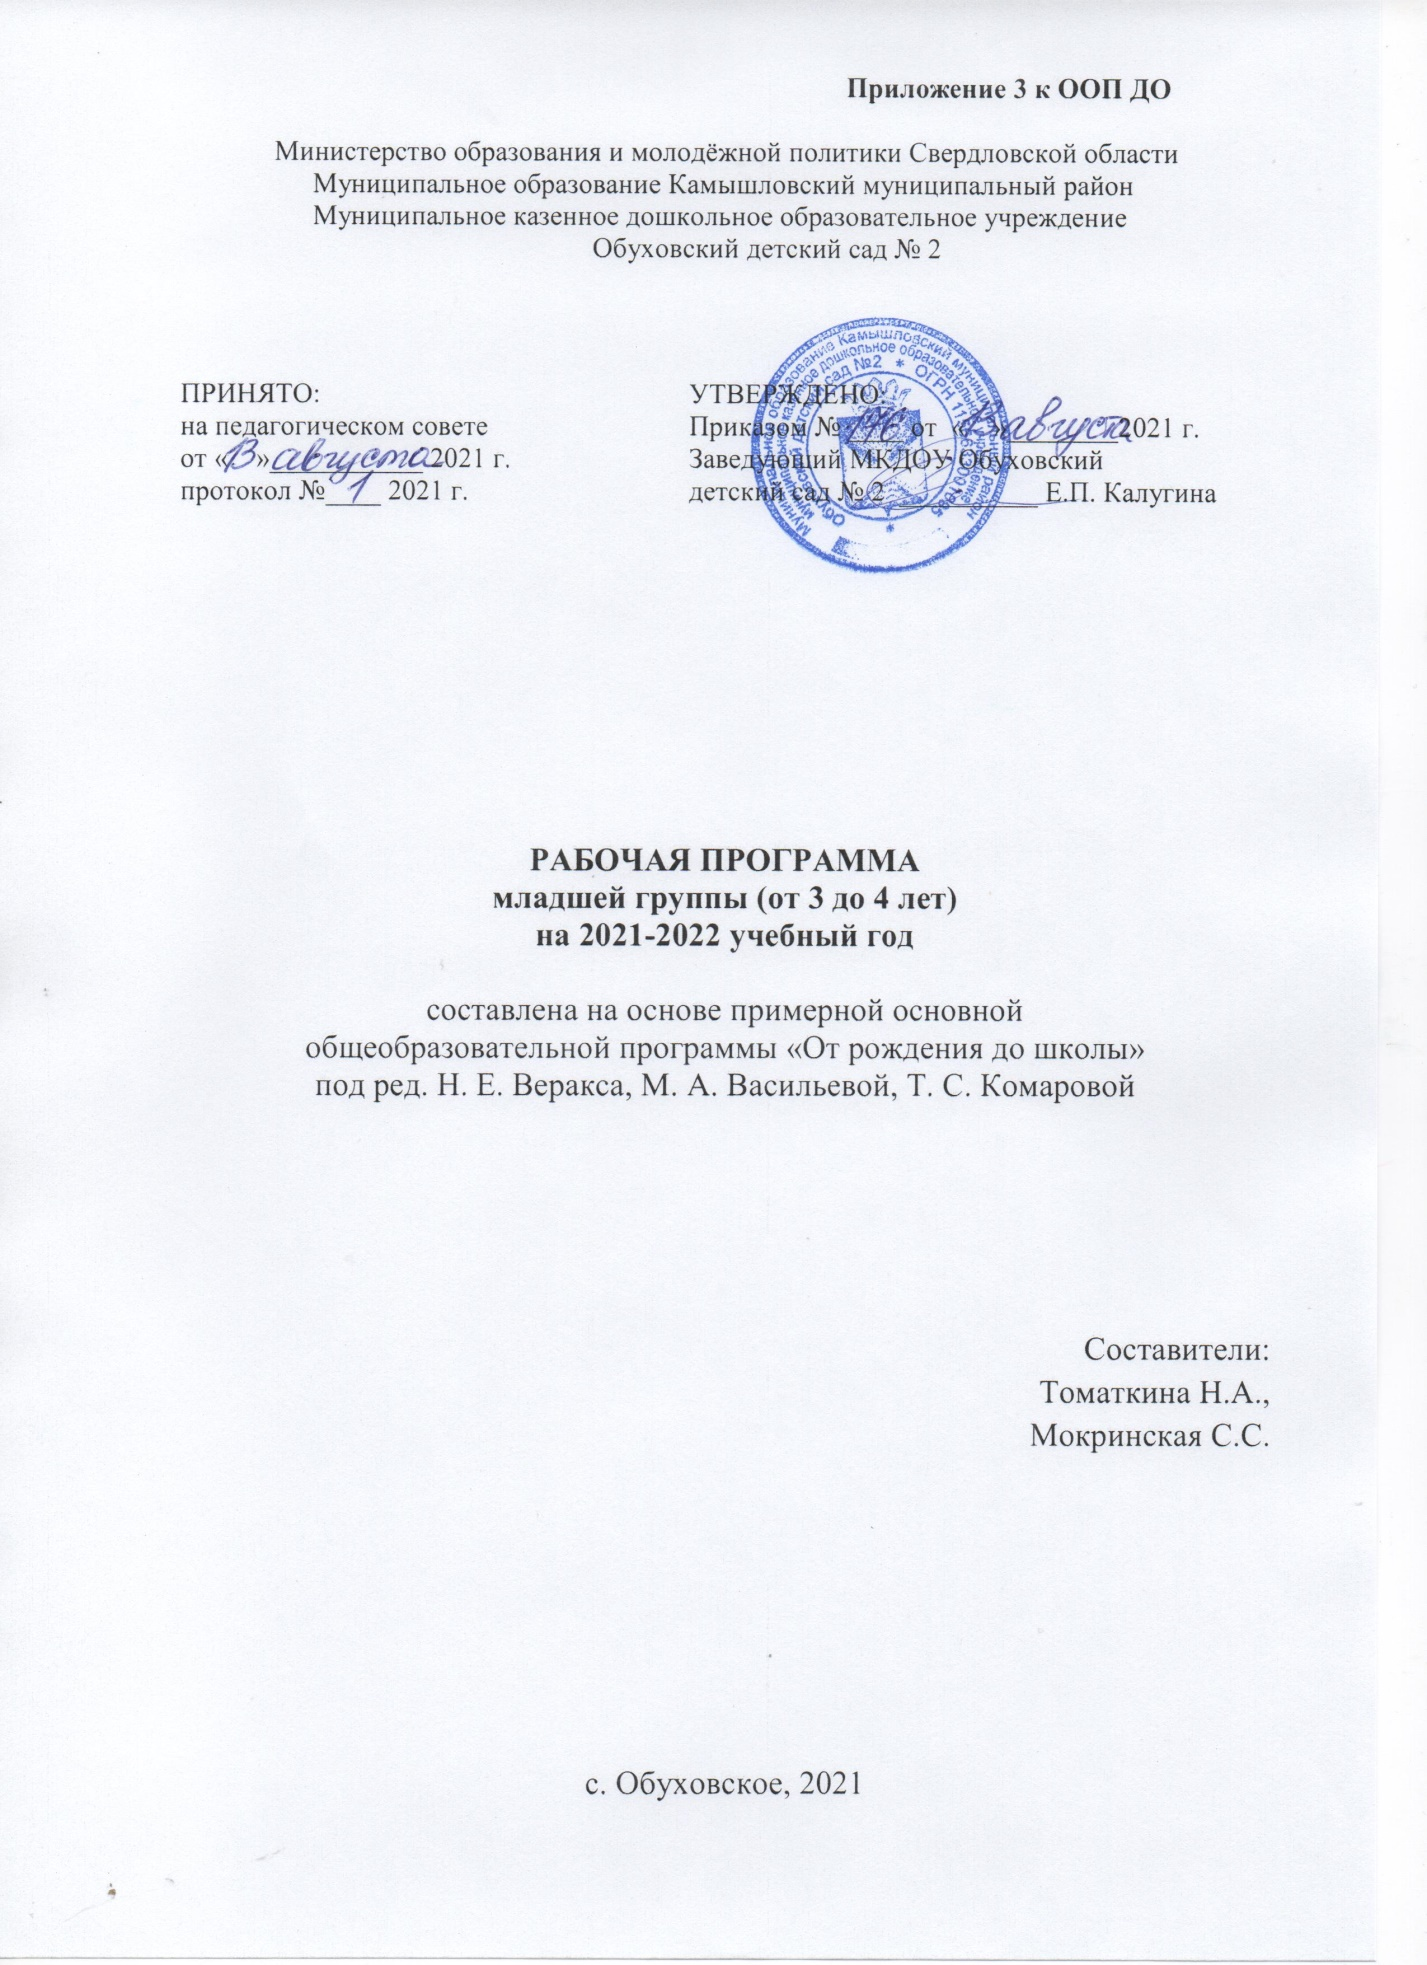 Приложение 3 к ООП ДО
Министерство образования и молодёжной политики Свердловской области
Муниципальное образование Камышловский муниципальный район
Муниципальное казенное дошкольное образовательное учреждение
Обуховский детский сад № 2
ПРИНЯТО:
на педагогическом совете
от «13» августа 2021 г.
протокол № 1 2021 г.
УТВЕРЖДЕНО:
Приказом № 176 от «13» августа 2021 г.
Заведующий МКДОУ Обуховский
детский сад № 2 ____________ Е.П. Калугина
РАБОЧАЯ ПРОГРАММА
младшей группы (от 3 до 4 лет)
на 2021-2022 учебный год
составлена на основе примерной основной
общеобразовательной программы «От рождения до школы»
под ред. Н. Е. Веракса, М. А. Васильевой, Т. С. Комаровой
Составители:
Томаткина Н.А.,
Мокринская С.С.
с. Обуховское, 2021